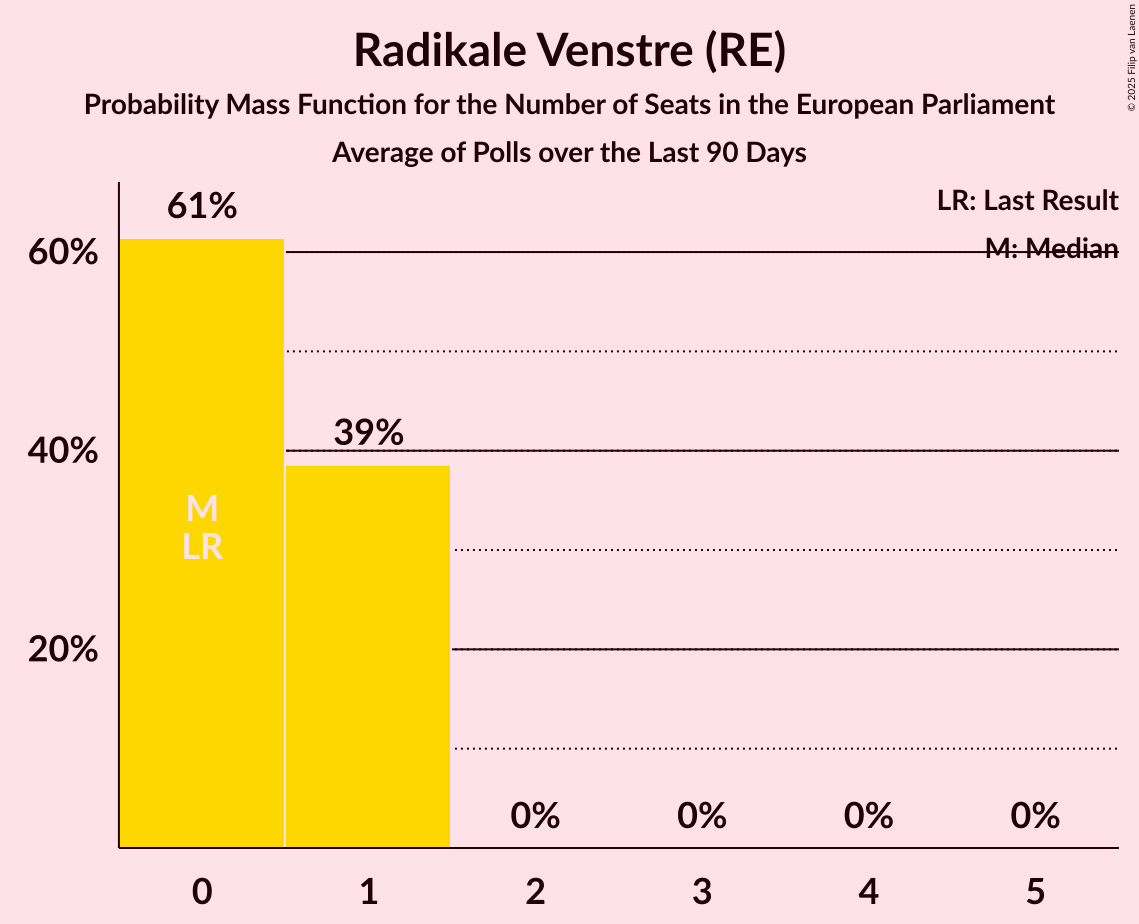 Radikale Venstre (RE)
Probability Mass Function for the Number of Seats in the European Parliament
Average of Polls over the Last 90 Days
© 2025 Filip van Laenen
LR: Last Result
M: Median
61%
60%
39%
40%
M
LR
20%
0% 0% 0% 0%
0 1 2 3 4 5